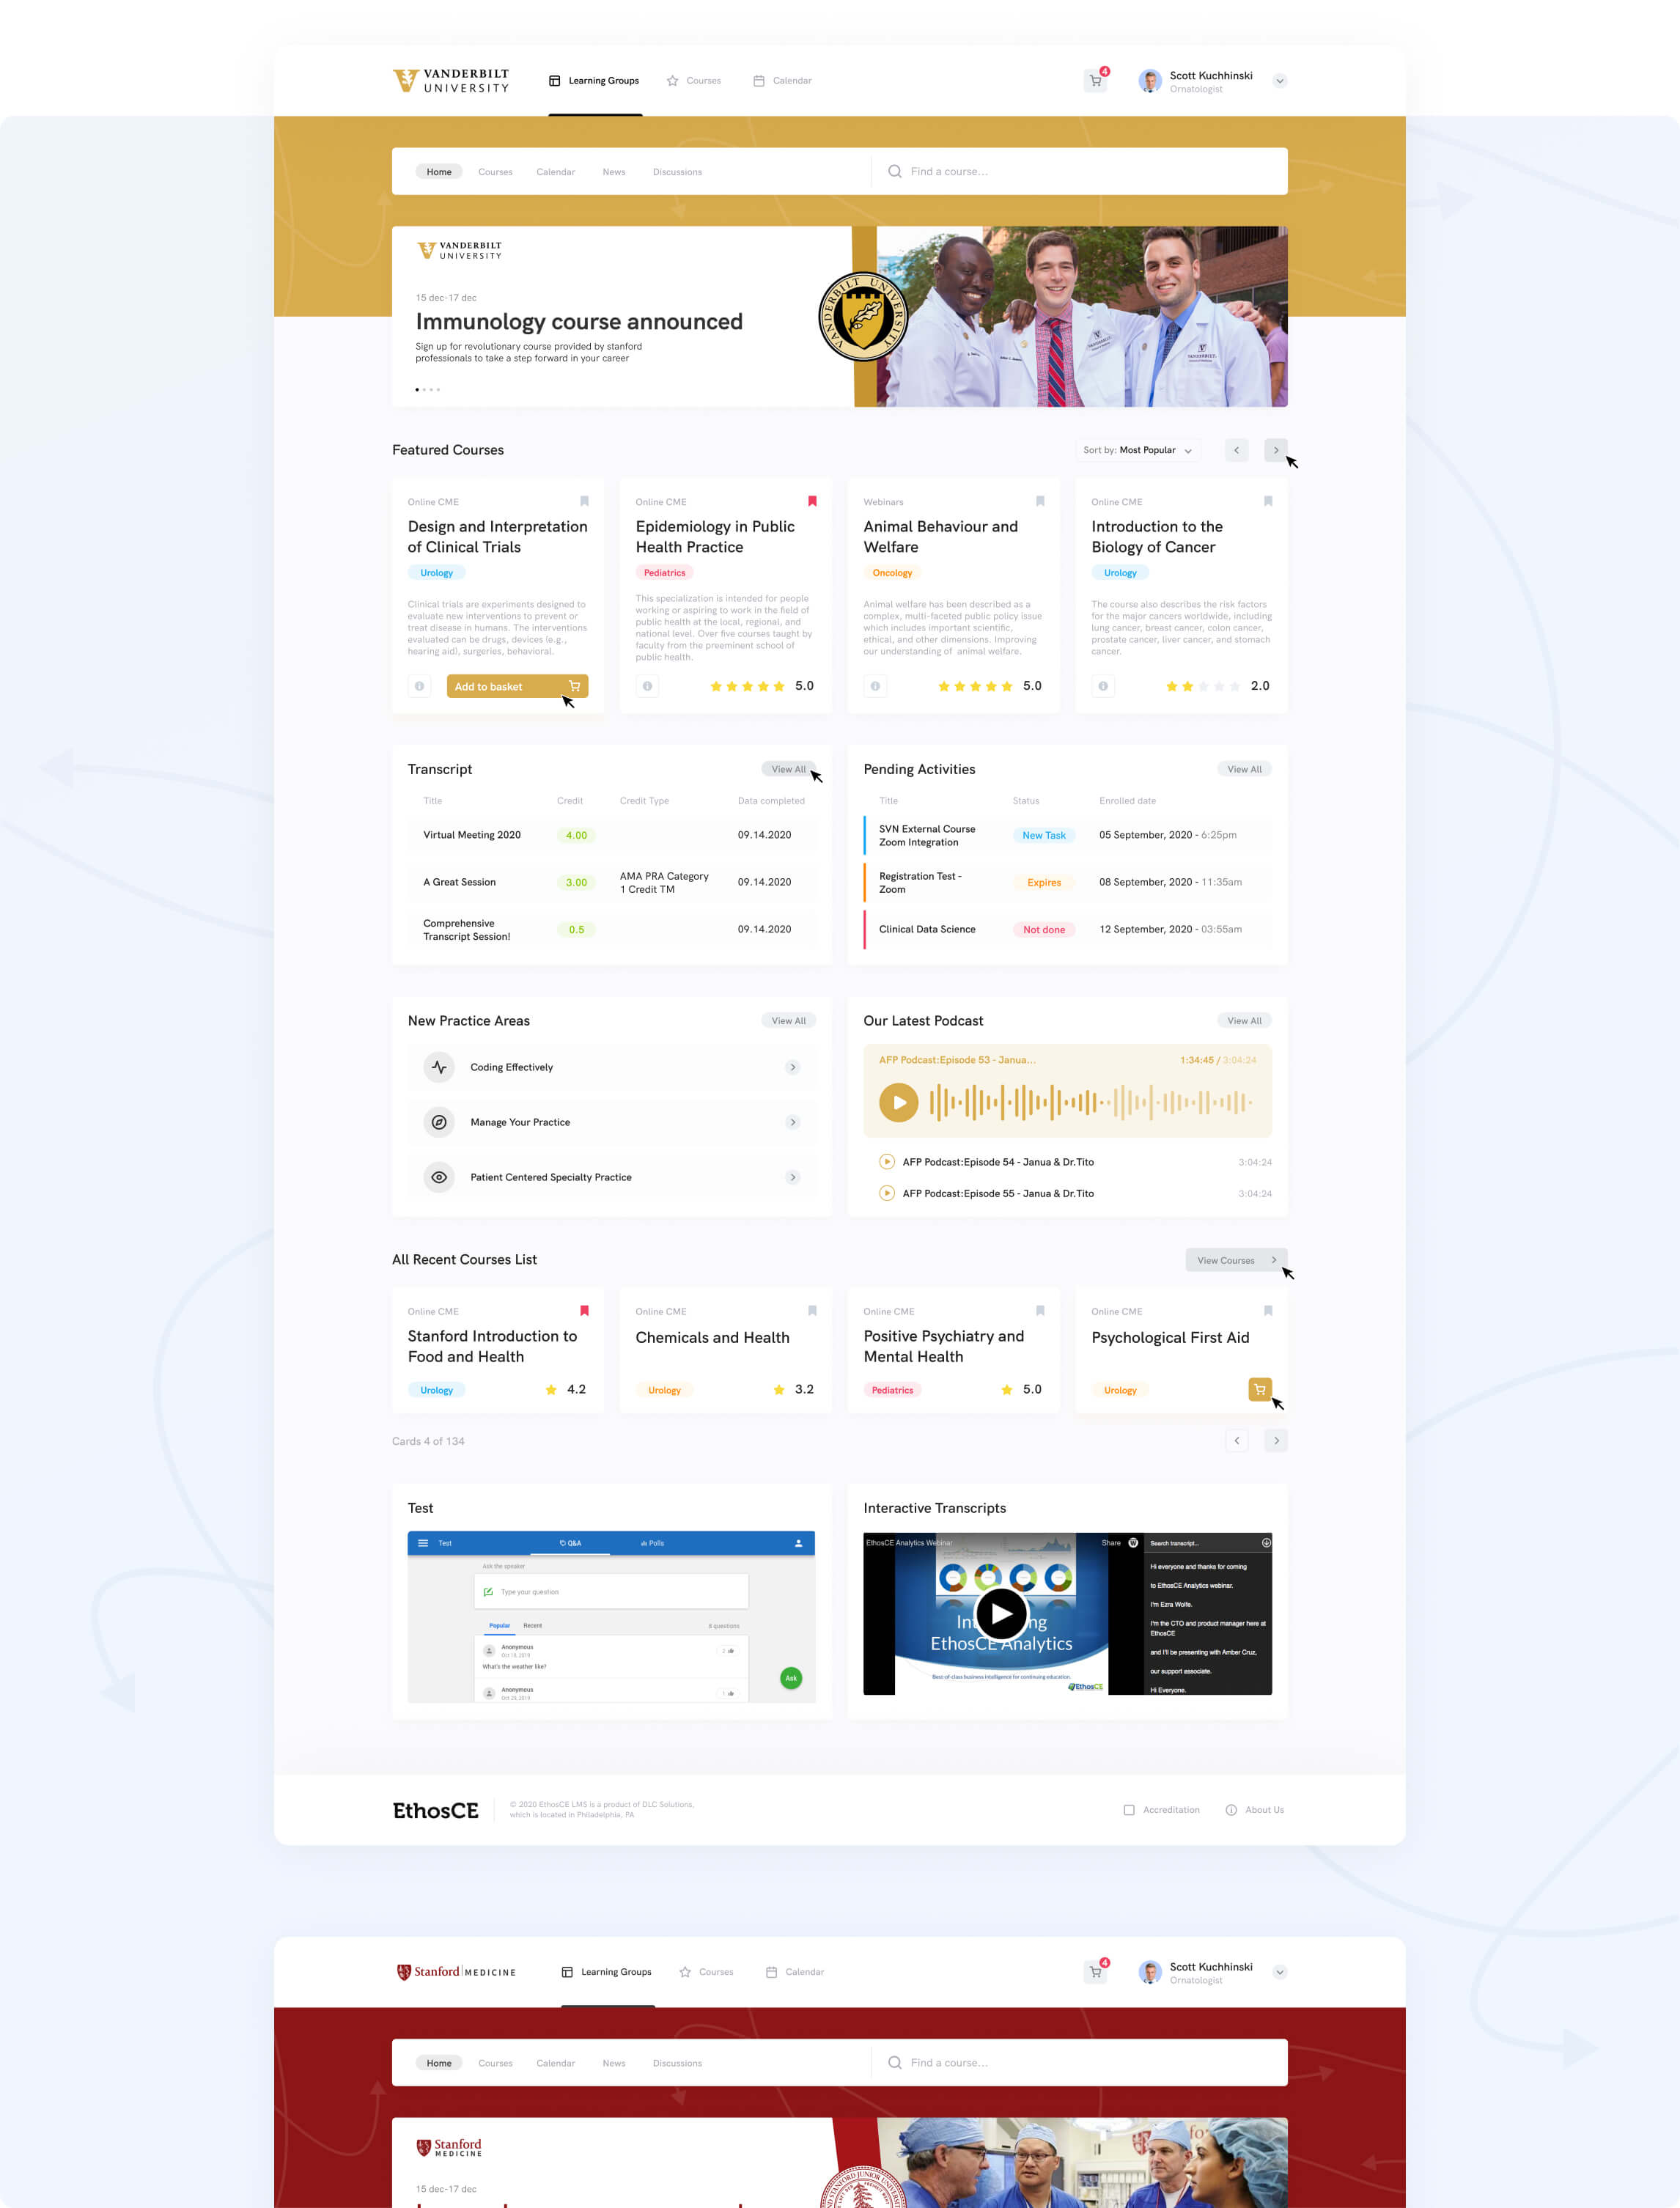 VANDERBILT
UNIVERSITY
Learning Groups
Courses
Calendar
4
Scott Kuchhinski
Ornatologist
Home
Courses
Calendar
News
Discussions
Find a course...
VANDERBILT
UNIVERSITY
15 dec-17 dec
Immunology course announced
Sign up for revolutionary course provided by stanford
professionals to take a step forward in your career
VANDERBILT UNIVERSITY
Featured Courses
Sort by: Most Popular
Online CME
Design and Interpretation
of Clinical Trials
Urology
Clinical trials are experiments designed to
evaluate new interventions to prevent or
treat disease in humans. The interventions
evaluated can be drugs, devices (e.g.,
hearing aid), surgeries, behavioral.
Add to basket
Online CME
Epidemiology in Public
Health Practice
Pediatrics
This specialization is intended for people
working or aspiring to work in the field of
public health at the local, regional, and
national level. Over five courses taught by
faculty from the preeminent school of
public health.
5.0
Webinars
Animal Behaviour and
Welfare
Oncology
Animal welfare has been described as a
complex, multi-faceted public policy issue
which includes important scientific,
ethical, and other dimensions. Improving
our understanding of animal welfare.
5.0
Online CME
Introduction to the
Biology of Cancer
Urology
The course also describes the risk factors
for the major cancers worldwide, including
lung cancer, breast cancer, colon cancer,
prostate cancer, liver cancer, and stomach
cancer.
2.0
Transcript
View All
Title Credit Credit Type Data completed
Virtual Meeting 2020 4.00 09.14.2020
A Great Session 3.00 AMA PRA Category
1 Credit TM 09.14.2020
Comprehensive
Transcript Session! 0.5 09.14.2020
Pending Activities
View All
Title Status Enrolled date
SVN External Course
Zoom Integration
New Task
05 September, 2020 - 6:25pm
Registration Test -
Zoom
Expires
08 September, 2020 - 11:35am
Clinical Data Science
Not done
12 September, 2020 - 03:55am
New Practice Areas
View All
Coding Effectively
Manage Your Practice
Patient Centered Specialty Practice
Our Latest Podcast
View All
AFP Podcast:Episode 53 - Janua...
1:34:45 / 3:04:24
AFP Podcast:Episode 54 - Janua & Dr.Tito
3:04:24
AFP Podcast:Episode 55 - Janua & Dr.Tito
3:04:24
All Recent Courses List
View Courses
Online CME
Stanford Introduction to
Food and Health
Urology
4.2
Online CME
Chemicals and Health
Urology
3.2
Online CME
Positive Psychiatry and
Mental Health
Pediatrics
5.0
Online CME
Psychological First Aid
Urology
Cards 4 of 134
Test
Test
Q&A
Polls
Ask the speaker
Type your question
Popular
Recent
8 questions
Anonymous
Oct 18, 2019
2
What's the weather like?
Anonymous
Oct 29, 2019
1
Ask
Interactive Transcripts
EthosCE Analytics Webinar
Share
EthosCE Analytics
Best-of-class business intelligence for continuing education.
EthosCE
Search transcript...
Hi everyone and thanks for coming
to EthosCE Analytics webinar.
I'm Ezra Wolfe.
I'm the CTO and product manager here at
EthosCE
and I'll be presenting with Amber Cruz,
our support associate.
Hi Everyone.
EthosCE
© 2020 EthosCE LMS is a product of DLC Solutions,
which is located in Philadelphia, PA
Accreditation
About Us
Stanford MEDICINE
Learning Groups
Courses
Calendar
4
Scott Kuchhinski
Ornatologist
Home
Courses
Calendar
News
Discussions
Find a course...
Stanford
MEDICINE
15 dec-17 dec